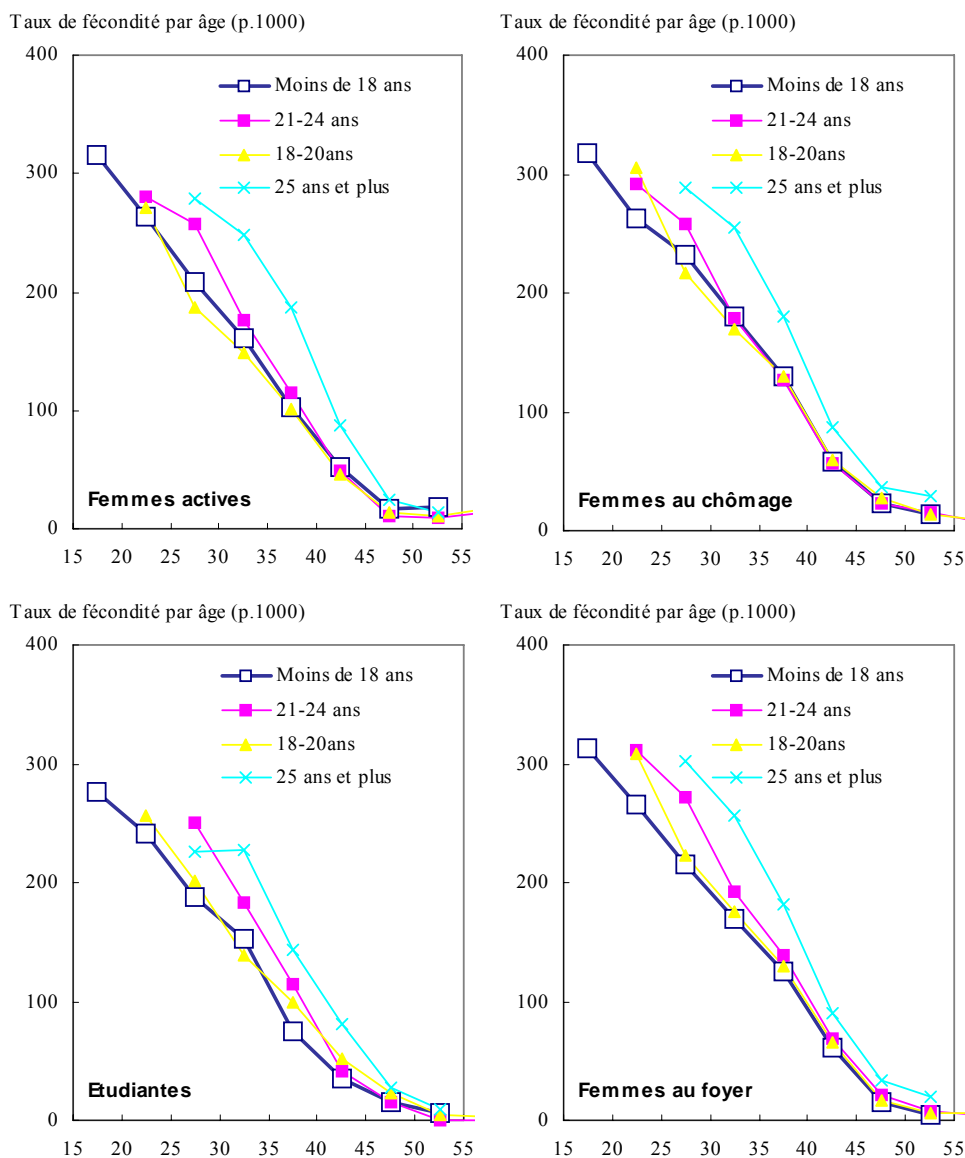 Taux de fécondité par âge (p.1000)
400
300
200
100
0
Moins de 18 ans
21-24 ans
18-20ans
25 ans et plus
Femmes actives
15 20 25 30 35 40 45 50 55
Taux de fécondité par âge (p.1000)
400
300
200
100
0
Moins de 18 ans
21-24 ans
18-20ans
25 ans et plus
Femmes au chômage
15 20 25 30 35 40 45 50 55
Taux de fécondité par âge (p.1000)
400
300
200
100
0
Moins de 18 ans
21-24 ans
18-20ans
25 ans et plus
Etudiantes
15 20 25 30 35 40 45 50 55
Taux de fécondité par âge (p.1000)
400
300
200
100
0
Moins de 18 ans
21-24 ans
18-20ans
25 ans et plus
Femmes au foyer
15 20 25 30 35 40 45 50 55